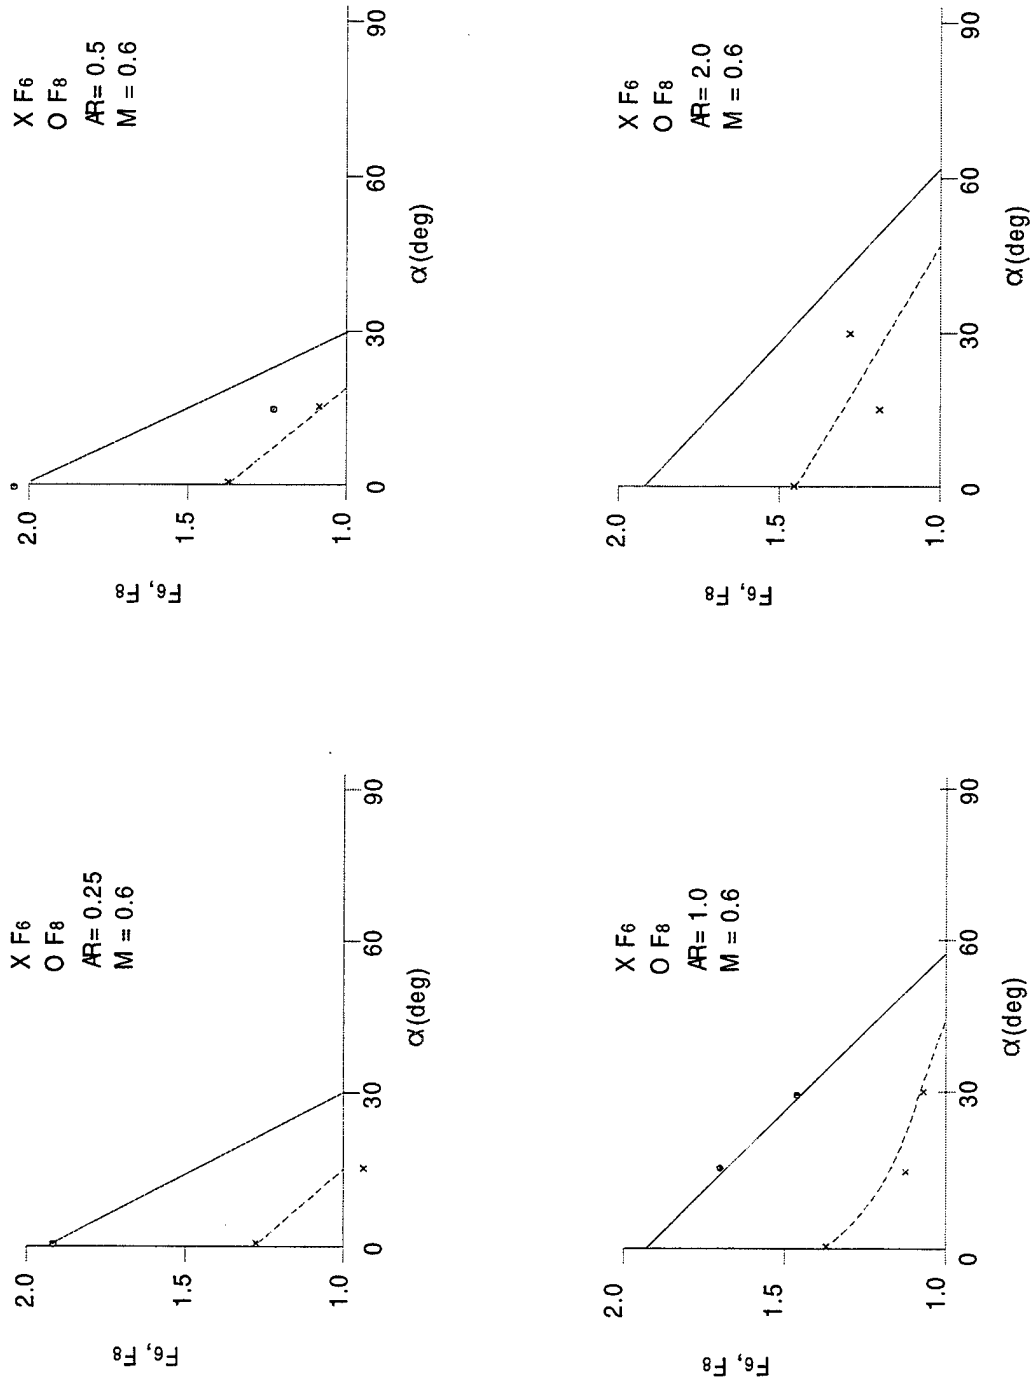 X F6
O F8
AR = 0.25
M = 0.6
2.0
1.5
1.0
F6, F8
0
30
60
90
α(deg)
X F6
O F8
AR = 0.5
M = 0.6
2.0
1.5
1.0
F6, F8
0
30
60
90
α(deg)
X F6
O F8
AR = 1.0
M = 0.6
2.0
1.5
1.0
F6, F8
0
30
60
90
α(deg)
X F6
O F8
AR = 2.0
M = 0.6
2.0
1.5
1.0
F6, F8
0
30
60
90
α(deg)